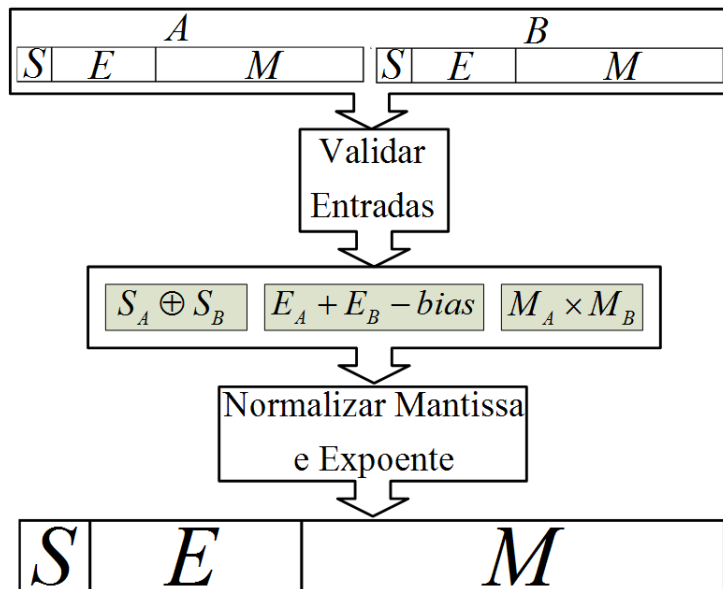 A B
S E M S E M
Validar
Entradas
S_A ⊕ S_B E_A + E_B − bias M_A × M_B
Normalizar Mantissa
e Expoente
S E M